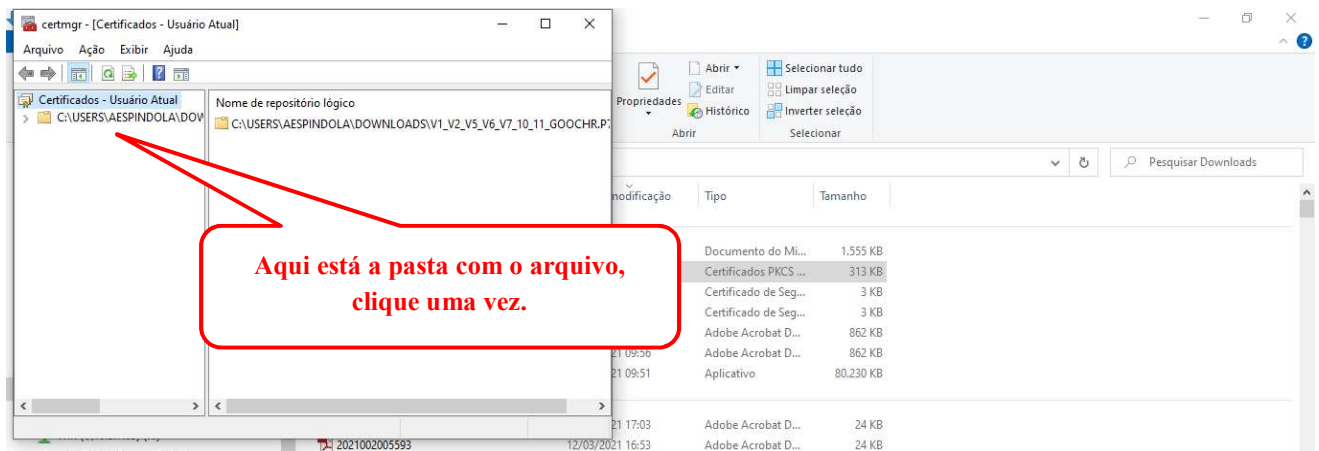 certmgr - [Certificados - Usuário Atual]
Arquivo Ação Exibir Ajuda
Certificados - Usuário Atual
C:\USERS\AESPINDOLA\DOW
Nome de repositório lógico
C:\USERS\AESPINDOLA\DOWNLOADS\V1_V2_V5_V6_V7_10_11_GOOCHR.P7
Aqui está a pasta com o arquivo,
clique uma vez.
Propriedades
Abrir
Editar
Histórico
Abrir
Selecionar tudo
Limpar seleção
Inverter seleção
Selecionar
Pesquisar Downloads
modificação Tipo Tamanho
Documento do Mi... 1.555 KB
Certificados PKCS ... 313 KB
Certificado de Seg... 3 KB
Certificado de Seg... 3 KB
Adobe Acrobat D... 862 KB
21 09:56 Adobe Acrobat D... 862 KB
21 09:51 Aplicativo 80.230 KB
21 17:03 Adobe Acrobat D... 24 KB
2021002005593 12/03/2021 16:53 Adobe Acrobat D... 24 KB